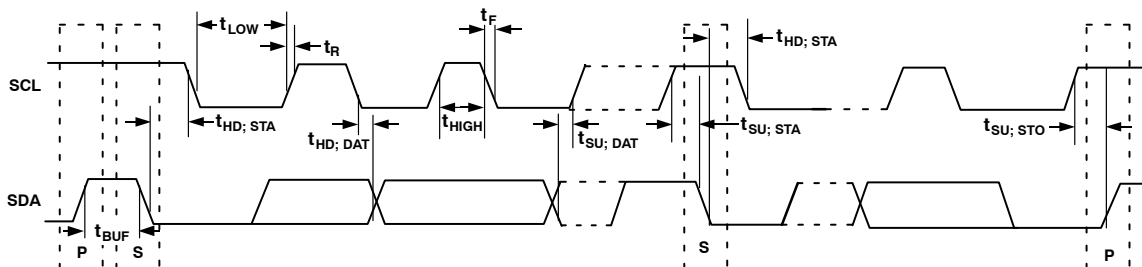 tLOW
tR
tF
tHD; STA
SCL
tHD; STA
tHD; DAT
tHIGH
tSU; DAT
tSU; STA
tSU; STO
SDA
tBUF
P
S
S
P